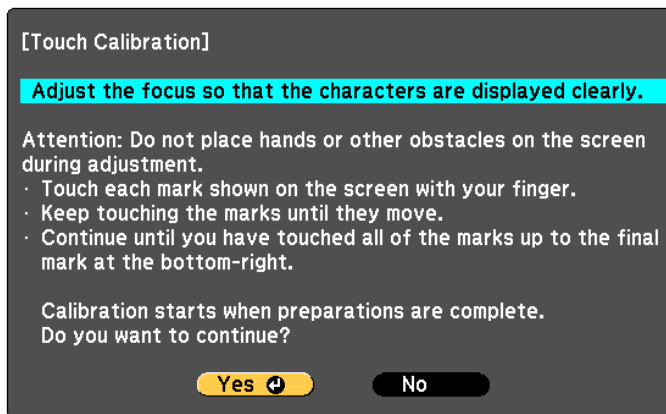 [Touch Calibration]
Adjust the focus so that the characters are displayed clearly.
Attention: Do not place hands or other obstacles on the screen
during adjustment.
· Touch each mark shown on the screen with your finger.
· Keep touching the marks until they move.
· Continue until you have touched all of the marks up to the final
mark at the bottom-right.
Calibration starts when preparations are complete.
Do you want to continue?
Yes No